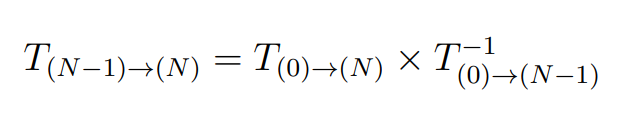 T_{(N-1)\to(N)} = T_{(0)\to(N)} \times T^{-1}_{(0)\to(N-1)}